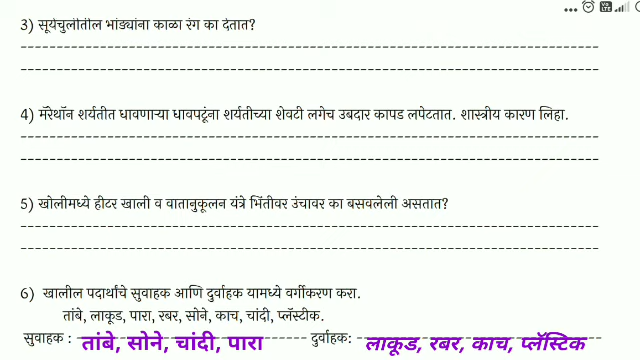 3) सूर्यचुलीतील भांड्यांना काळा रंग का देतात?
4) मॅरेथॉन शर्यतीत धावणाऱ्या धावपटूंना शर्यतीच्या शेवटी लगेच उबदार कापड लपेटतात. शास्त्रीय कारण लिहा.
5) खोलीमध्ये हीटर खाली व वातानुकूलन यंत्रे भिंतीवर उंचावर का बसवलेली असतात?
6) खालील पदार्थांचे सुवाहक आणि दुर्वाहक यामध्ये वर्गीकरण करा.
तांबे, लाकूड, पारा, रबर, सोने, काच, चांदी, प्लॅस्टीक.
सुवाहक : तांबे, सोने, चांदी, पारा दुर्वाहक: लाकूड, रबर, काच, प्लॅस्टिक